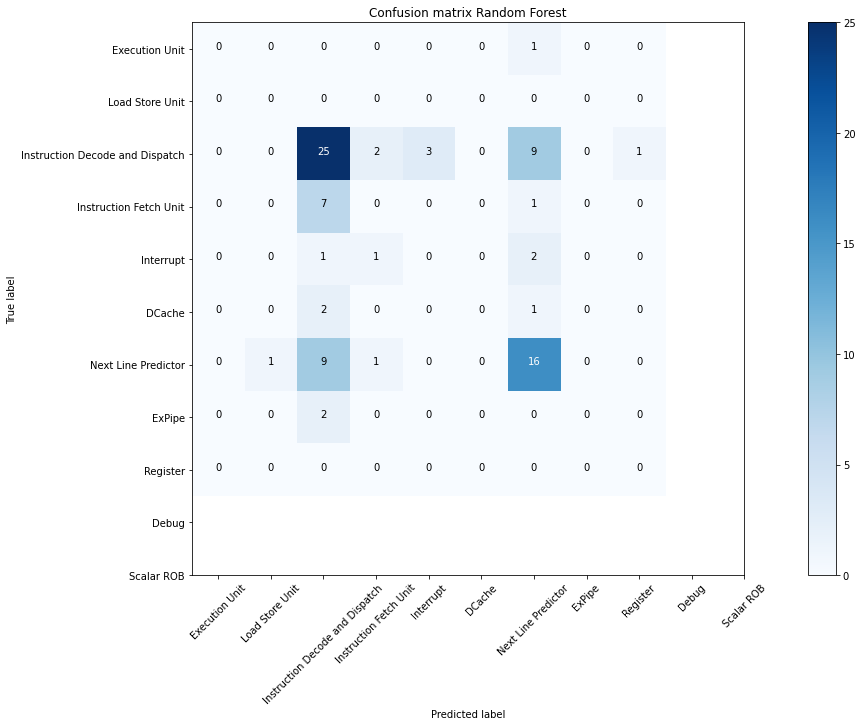 Confusion matrix Random Forest
True label
Execution Unit 0 0 0 0 0 0 1 0 0
Load Store Unit 0 0 0 0 0 0 0 0 0
Instruction Decode and Dispatch 0 0 25 2 3 0 9 0 1
Instruction Fetch Unit 0 0 7 0 0 0 1 0 0
Interrupt 0 0 1 1 0 0 2 0 0
DCache 0 0 2 0 0 0 1 0 0
Next Line Predictor 0 1 9 1 0 0 16 0 0
ExPipe 0 0 2 0 0 0 0 0 0
Register 0 0 0 0 0 0 0 0 0
Debug
Scalar ROB
Execution Unit
Load Store Unit
Instruction Decode and Dispatch
Instruction Fetch Unit
Interrupt
DCache
Next Line Predictor
ExPipe
Register
Debug
Scalar ROB
Predicted label
25
20
15
10
5
0